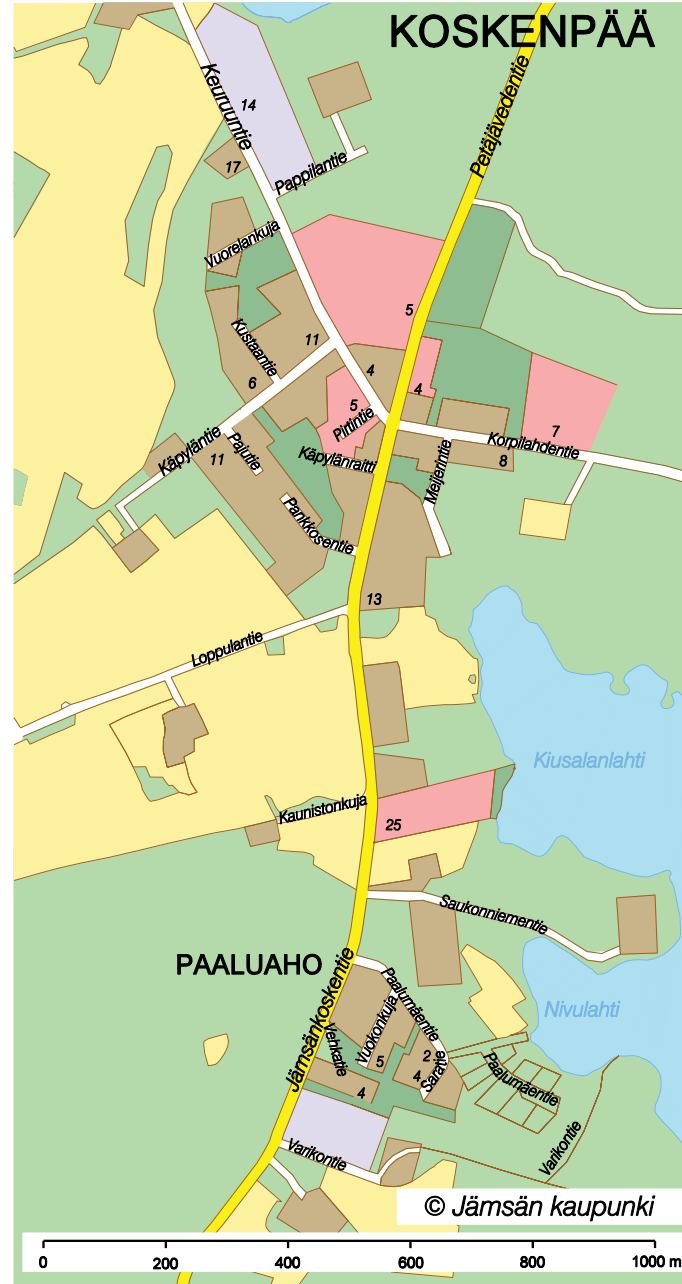 KOSKENPÄÄ
Keuruuntie
14
Petäjävedentie
17
Pappilantie
Vuorelankuja
5
Kustaantie
11
4
6
4
5
Pirtintie
7
Korpilahdentie
Käpyläntie
Pajutie
11
Käpylänraitti
Meijerintie
8
Pankkosentie
13
Loppulantie
Kiusalanlahti
Kaunistonkuja
25
Saukonniementie
PAALUAHO
Jämsänkoskentie
Paalumäentie
Nivulahti
Vuokonkuja
Vehkatie
5
2
4
Saratie
4
Paalumäentie
Varikontie
Varikontie
© Jämsän kaupunki
0 200 400 600 800 1000 m